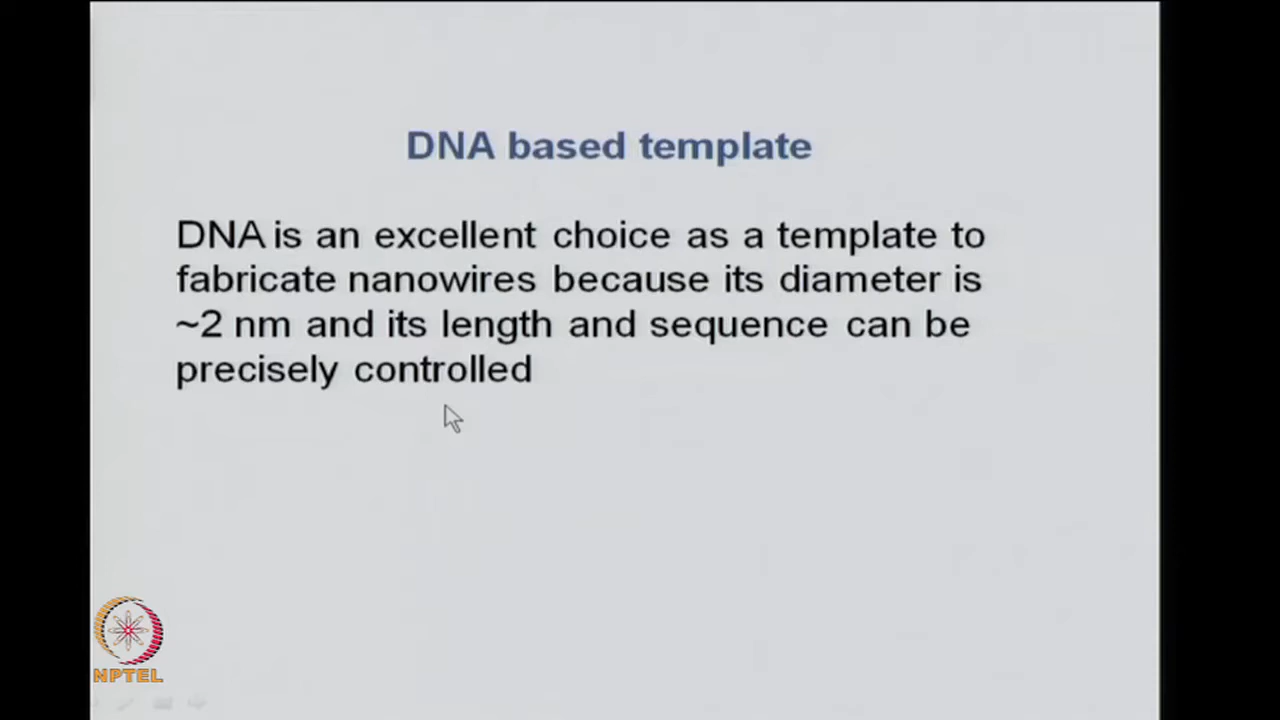 DNA based template
DNA is an excellent choice as a template to
fabricate nanowires because its diameter is
~2 nm and its length and sequence can be
precisely controlled
NPTEL